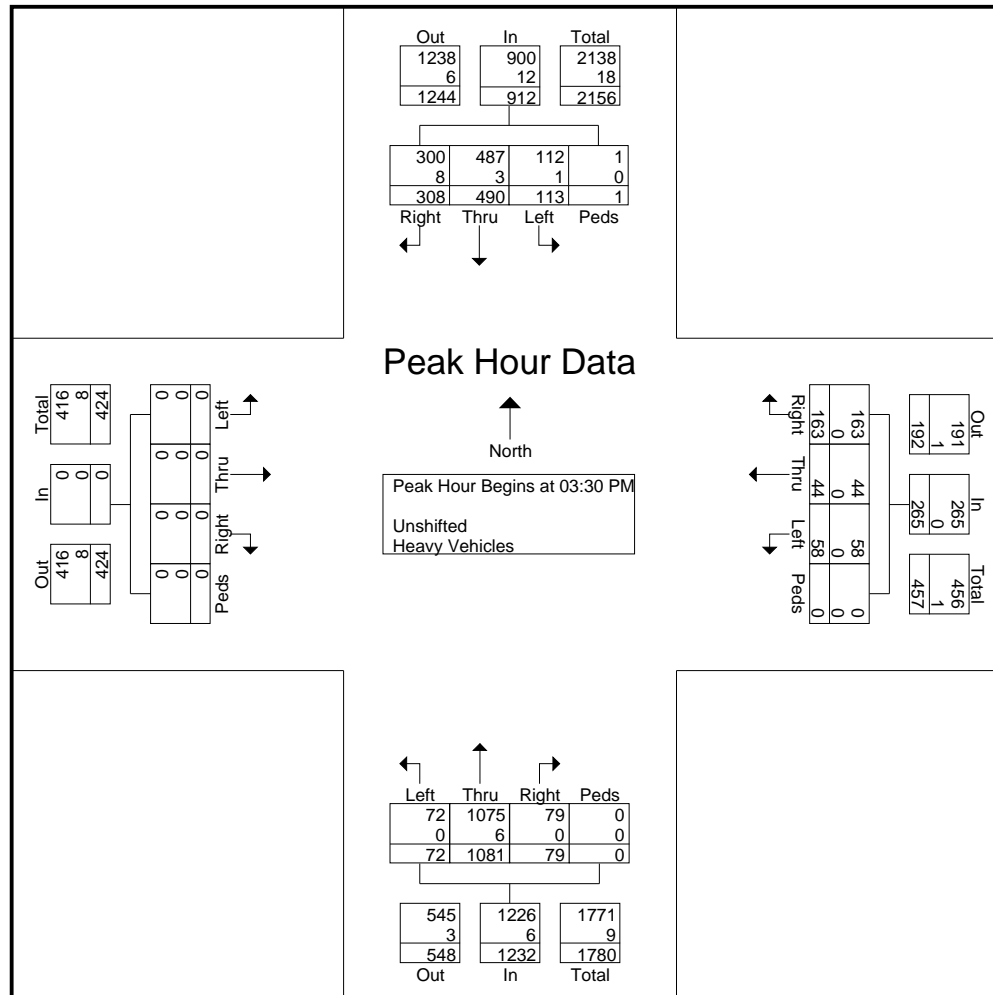 Out In Total
1238 900 2138
6 12 18
1244 912 2156
300 487 112 1
8 3 1 0
308 490 113 1
Right Thru Left Peds
Peak Hour Data
North
Peak Hour Begins at 03:30 PM
Unshifted
Heavy Vehicles
Total
416
8
424
In
0
0
0
Out
416
8
424
Left
0
0
0
Thru
0
0
0
Right
0
0
0
Peds
0
0
0
Right
163
0
163
Thru
44
0
44
Left
58
0
58
Peds
0
0
0
Out
191
1
192
In
265
0
265
Total
456
1
457
Left Thru Right Peds
72 1075 79 0
0 6 0 0
72 1081 79 0
545 1226 1771
3 6 9
548 1232 1780
Out In Total